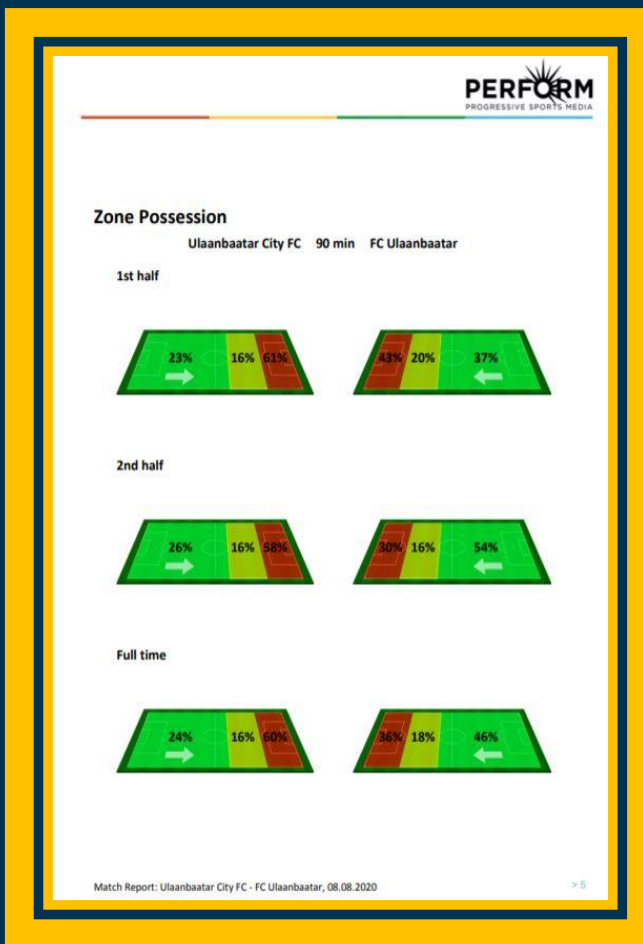 PERFORM
PROGRESSIVE SPORTS MEDIA
Zone Possession
Ulaanbaatar City FC 90 min FC Ulaanbaatar
1st half
23% 16% 61% 43% 20% 37%
2nd half
26% 16% 58% 30% 16% 54%
Full time
24% 16% 60% 36% 18% 46%
Match Report: Ulaanbaatar City FC - FC Ulaanbaatar, 08.08.2020 > 5